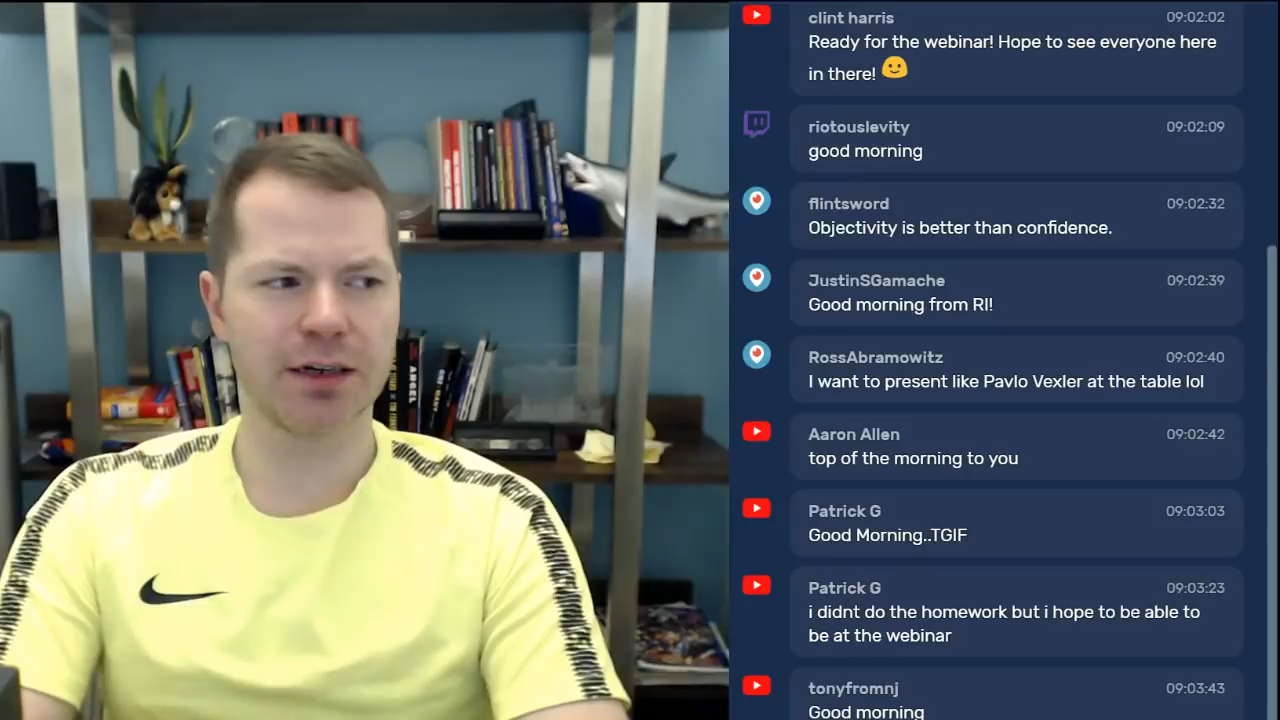 clint harris 09:02:02
Ready for the webinar! Hope to see everyone here
in there! 🙂
riotouslevity 09:02:09
good morning
flintsword 09:02:32
Objectivity is better than confidence.
JustinSGamache 09:02:39
Good morning from RI!
RossAbramowitz 09:02:40
I want to present like Pavlo Vexler at the table lol
Aaron Allen 09:02:42
top of the morning to you
Patrick G 09:03:03
Good Morning..TGIF
Patrick G 09:03:23
i didnt do the homework but i hope to be able to
be at the webinar
tonyfromnj 09:03:43
Good morning
ANGEL